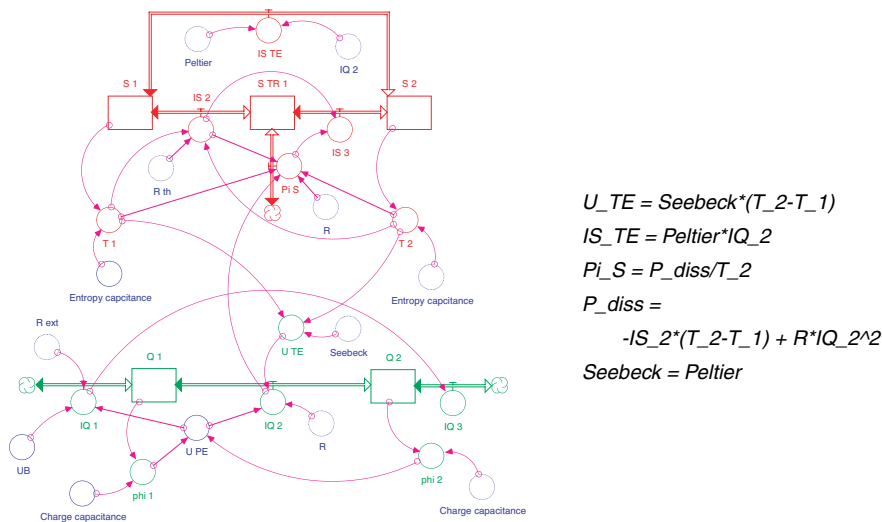 IS TE
Peltier
IQ 2
S 1
S TR 1
S 2
IS 2
IS 3
R th
Pi S
R
T 1
T 2
Entropy capcitance
Entropy capcitance
R ext
U TE
Seebeck
Q 1
Q 2
IQ 1
IQ 2
IQ 3
U PE
R
UB
phi 1
phi 2
Charge capacitance
Charge capacitance
U_TE = Seebeck*(T_2-T_1)
IS_TE = Peltier*IQ_2
Pi_S = P_diss/T_2
P_diss =
-IS_2*(T_2-T_1) + R*IQ_2^2
Seebeck = Peltier